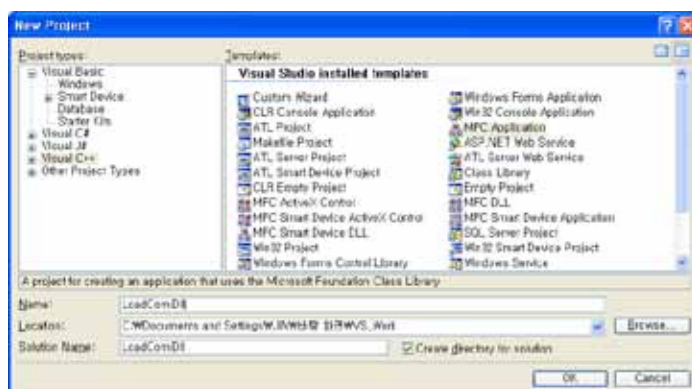 New Project
Project types:
Templates:
Visual Basic
Windows
Smart Device
Database
Starter Kits
Visual C#
Visual J#
Visual C++
Other Project Types
Visual Studio installed templates
Custom Wizard
CLR Console Application
ATL Project
Makefile Project
ATL Server Project
ATL Smart Device Project
CLR Empty Project
MFC ActiveX Control
MFC Smart Device ActiveX Control
MFC Smart Device DLL
Win32 Project
Windows Forms Control Library
Windows Forms Application
Win32 Console Application
MFC Application
ASP.NET Web Service
ATL Server Web Service
Class Library
Empty Project
MFC DLL
MFC Smart Device Application
SQL Server Project
Win32 Smart Device Project
Windows Service
A project for creating an application that uses the Microsoft Foundation Class Library
Name:
LoadComDll
Location:
C:₩Documents and
Browse...
Solution Name:
LoadComDll
Create directory for solution
OK
Cancel